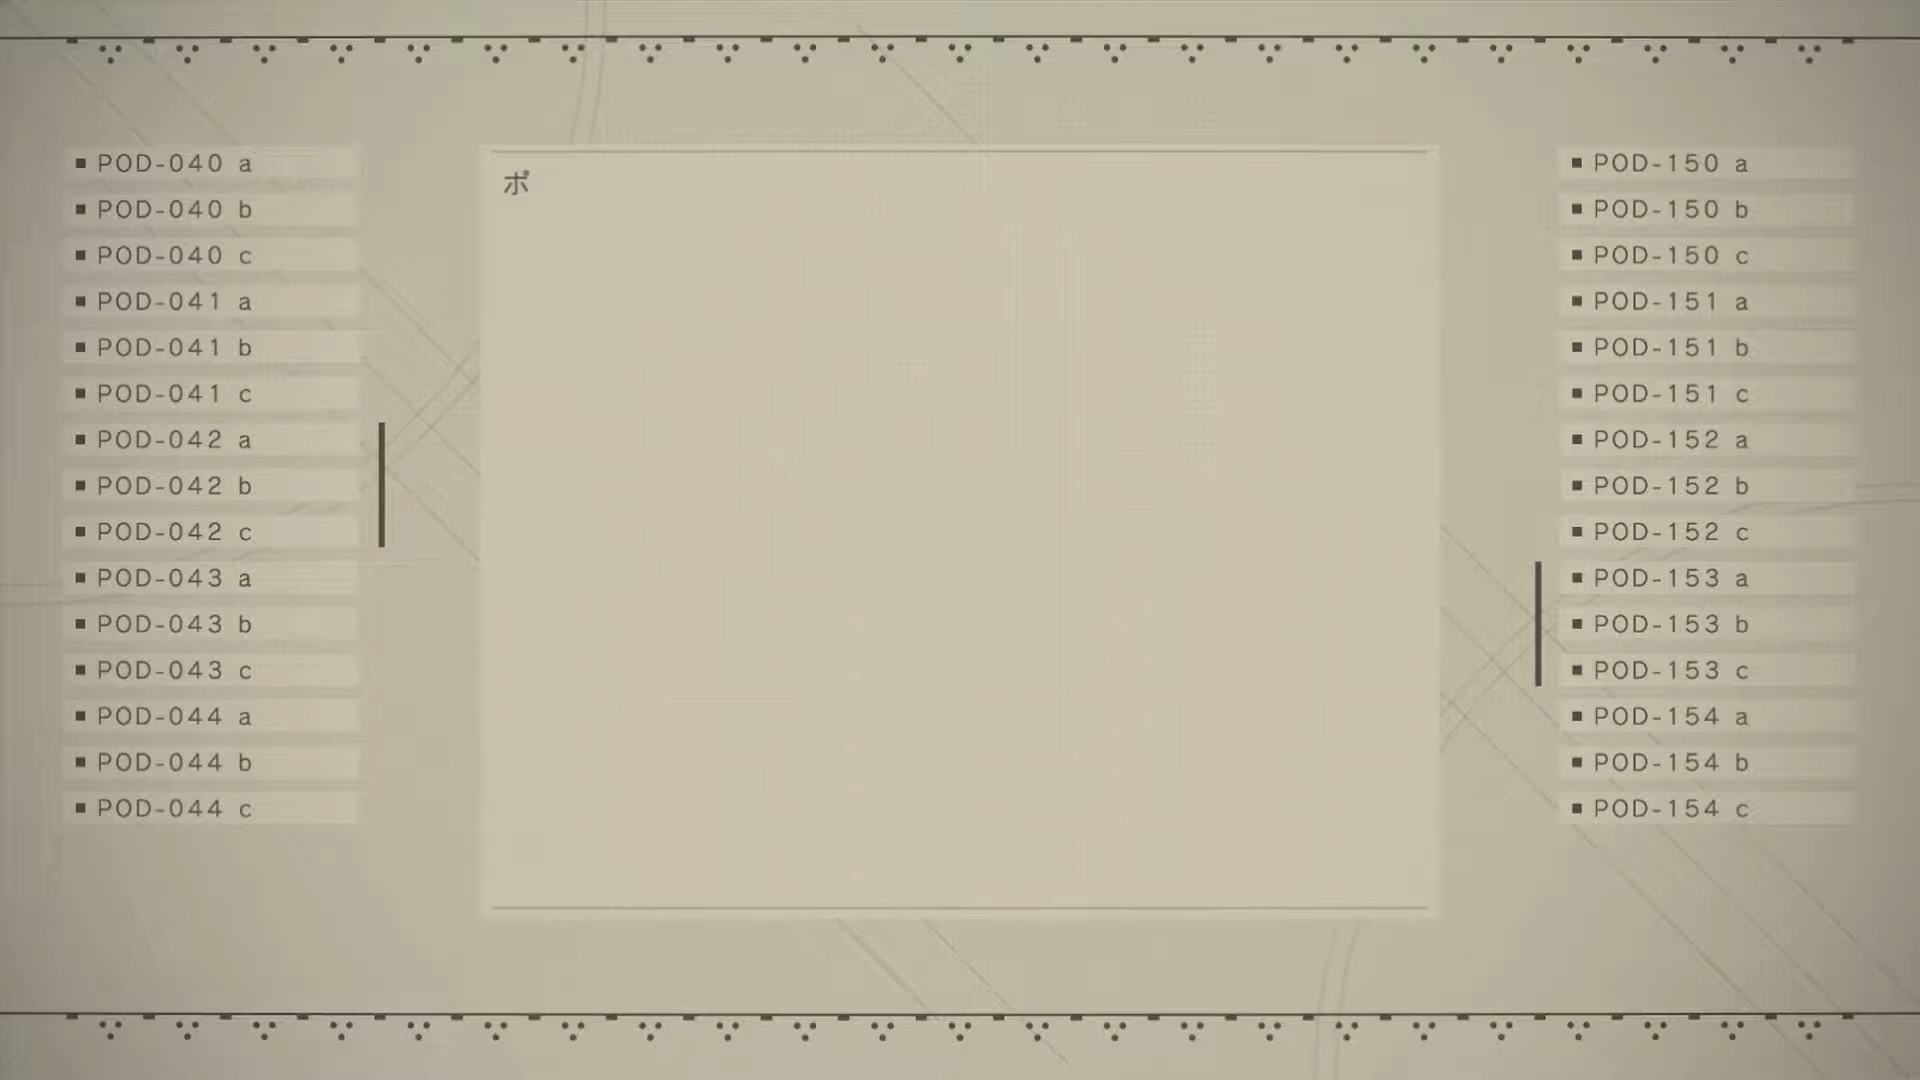 POD-040 a
POD-040 b
POD-040 c
POD-041 a
POD-041 b
POD-041 c
POD-042 a
POD-042 b
POD-042 c
POD-043 a
POD-043 b
POD-043 c
POD-044 a
POD-044 b
POD-044 c
ポ
POD-150 a
POD-150 b
POD-150 c
POD-151 a
POD-151 b
POD-151 c
POD-152 a
POD-152 b
POD-152 c
POD-153 a
POD-153 b
POD-153 c
POD-154 a
POD-154 b
POD-154 c